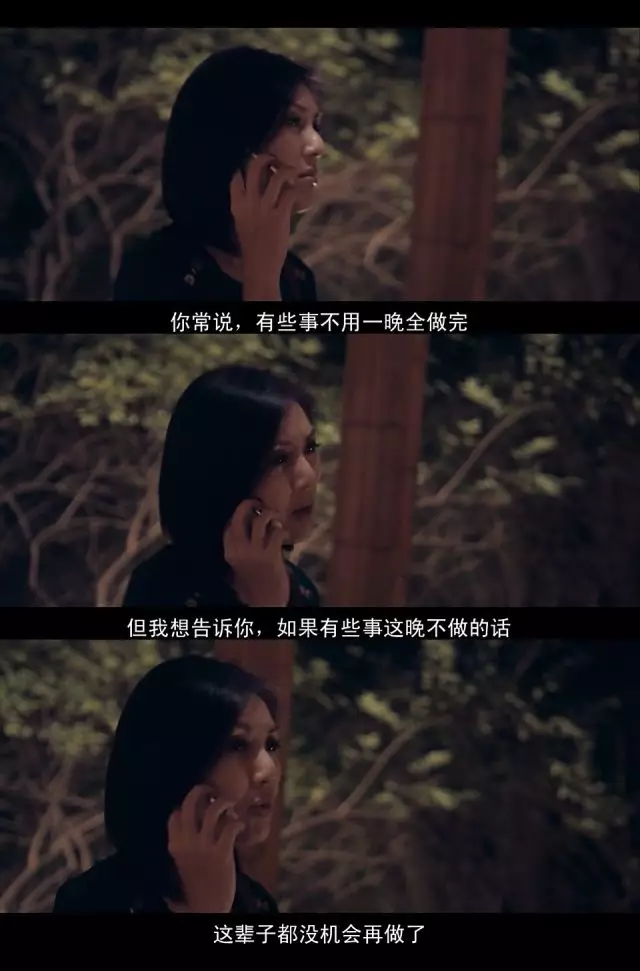 你常说，有些事不用一晚全做完
但我想告诉你，如果有些事这晚不做的话
这辈子都没机会再做了